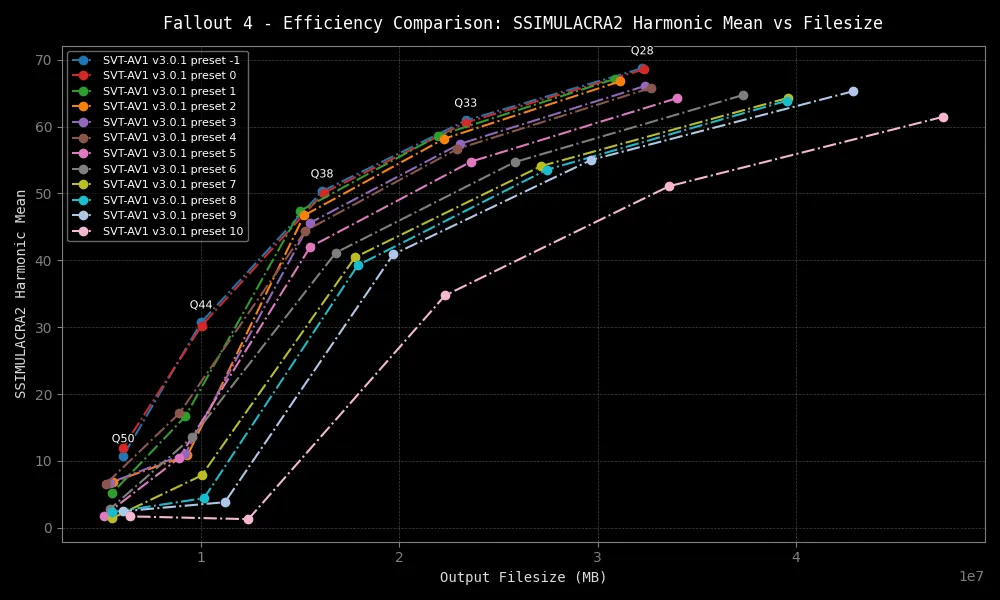 Fallout 4 - Efficiency Comparison: SSIMULACRA2 Harmonic Mean vs Filesize
SVT-AV1 v3.0.1 preset -1
SVT-AV1 v3.0.1 preset 0
SVT-AV1 v3.0.1 preset 1
SVT-AV1 v3.0.1 preset 2
SVT-AV1 v3.0.1 preset 3
SVT-AV1 v3.0.1 preset 4
SVT-AV1 v3.0.1 preset 5
SVT-AV1 v3.0.1 preset 6
SVT-AV1 v3.0.1 preset 7
SVT-AV1 v3.0.1 preset 8
SVT-AV1 v3.0.1 preset 9
SVT-AV1 v3.0.1 preset 10
Q28
Q33
Q38
Q44
Q50
SSIMULACRA2 Harmonic Mean
70
60
50
40
30
20
10
0
1
2
3
4
1e7
Output Filesize (MB)